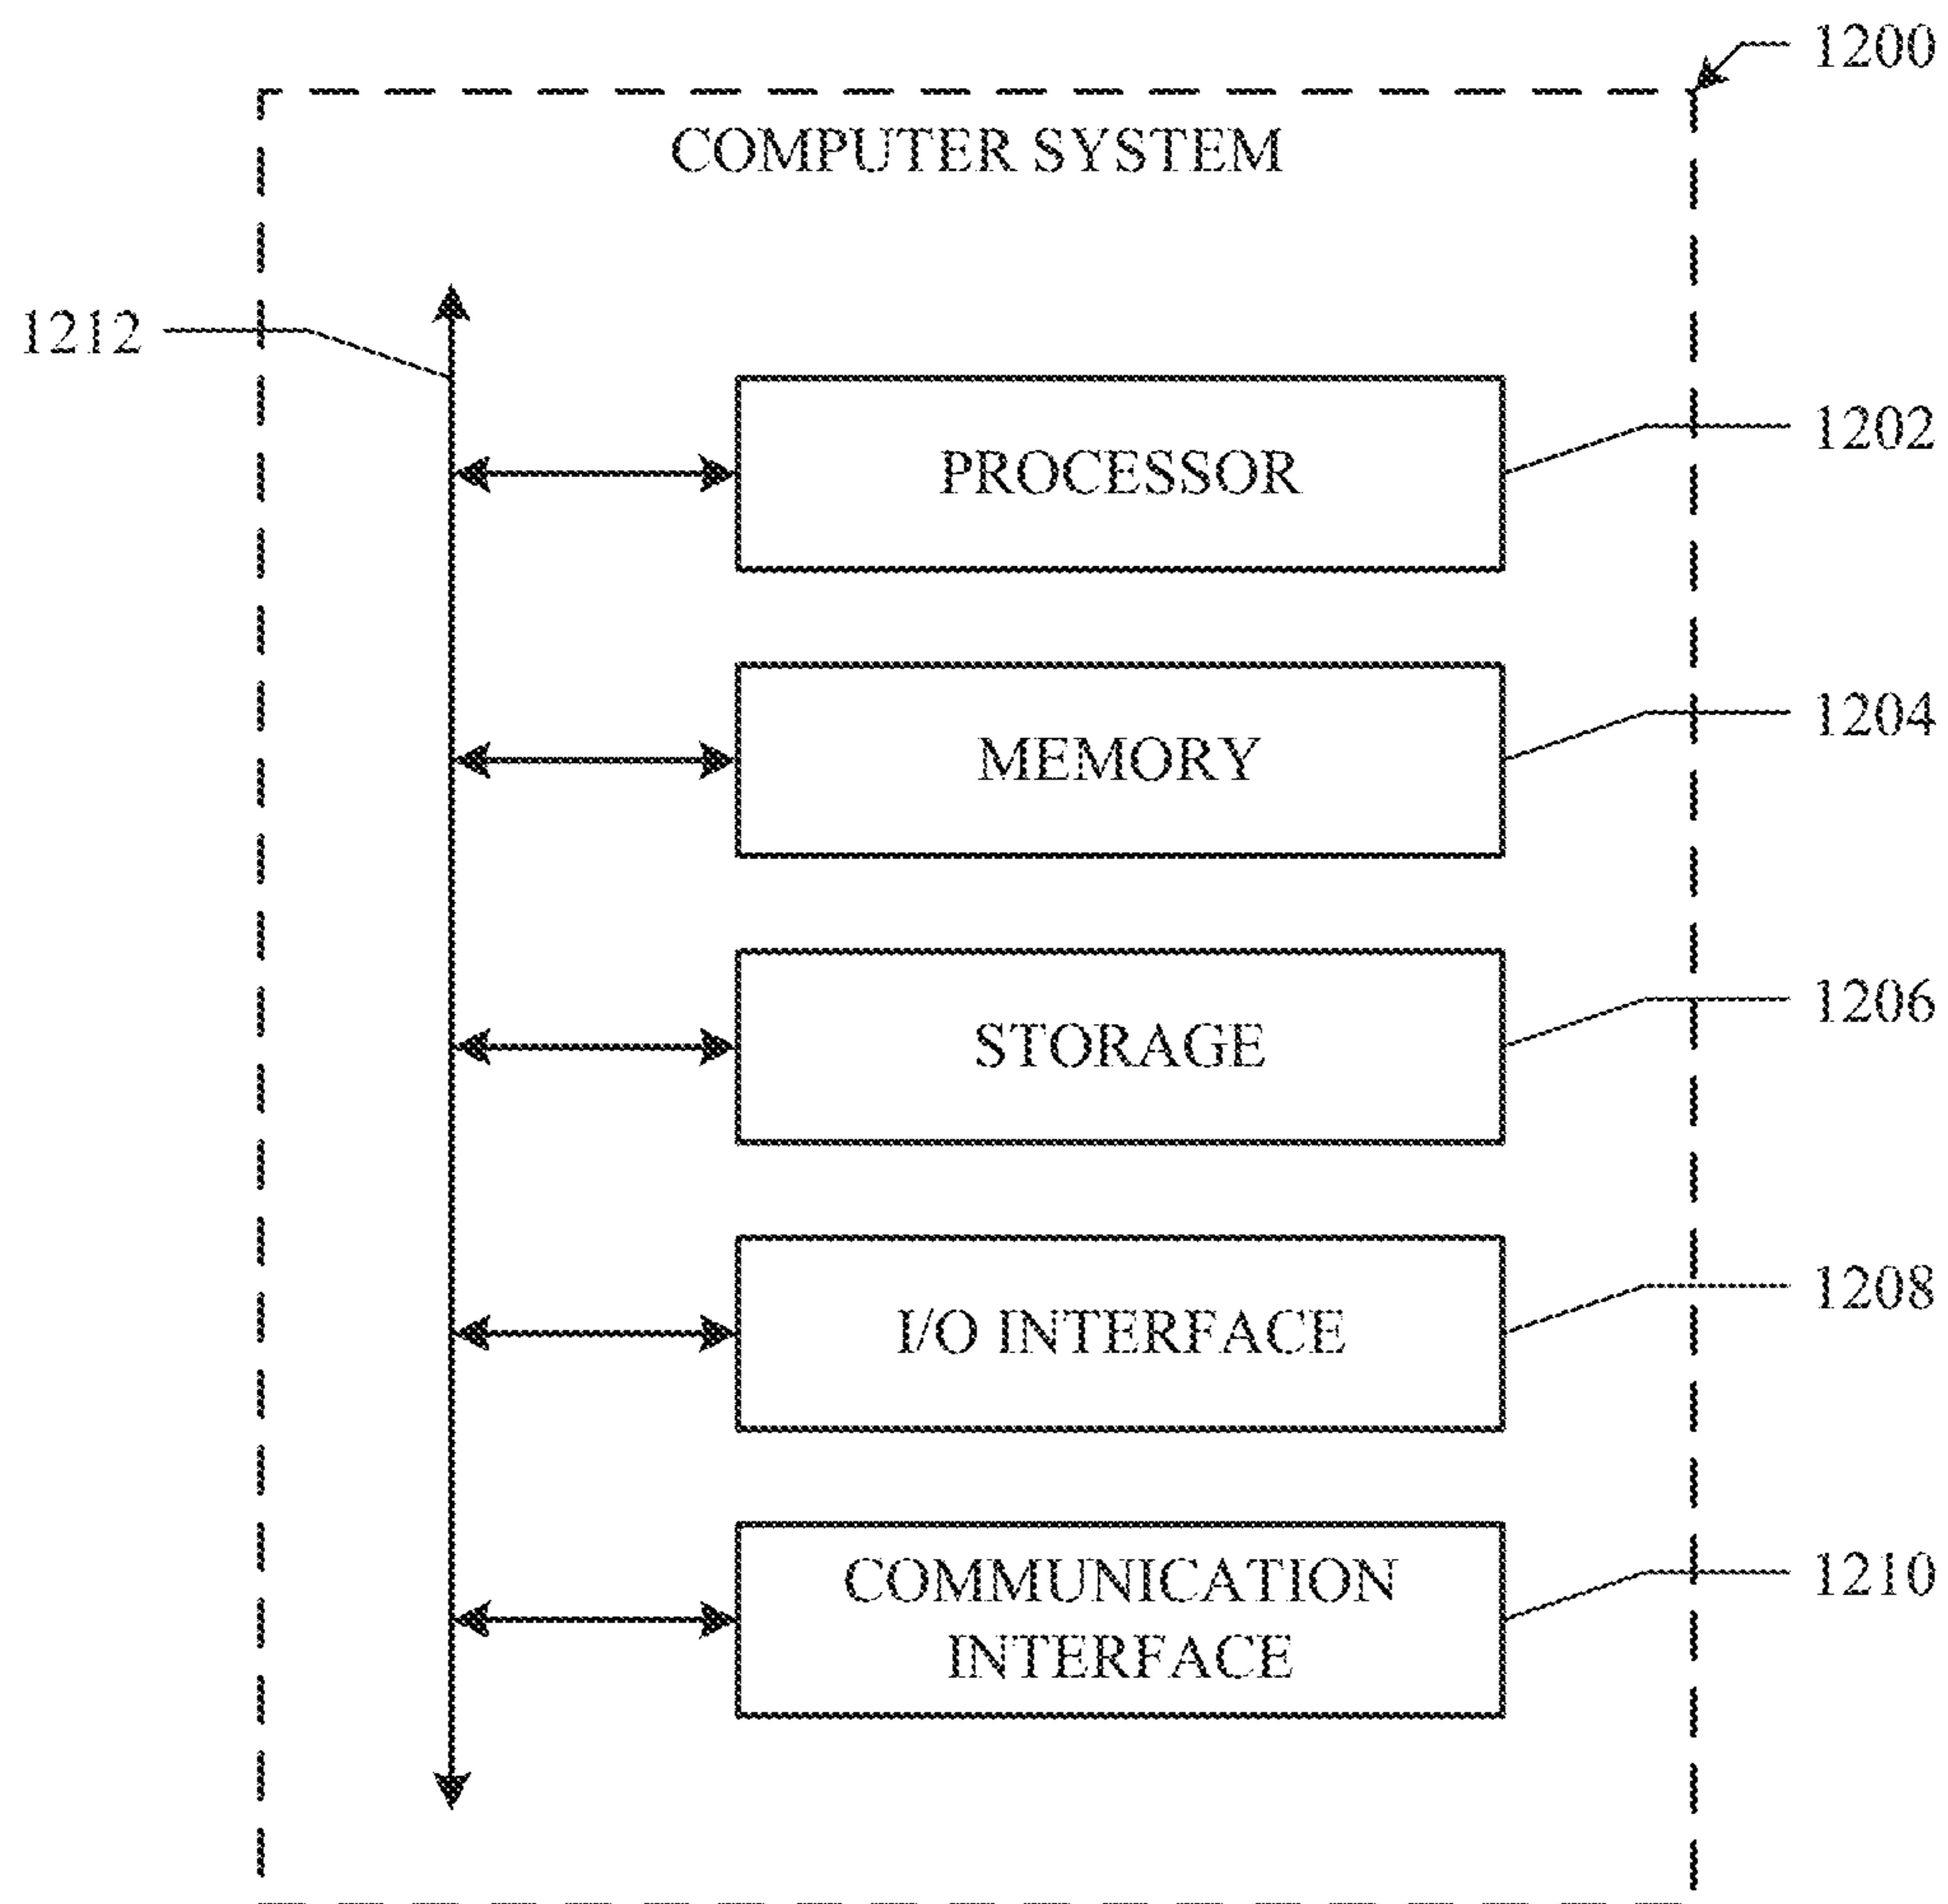 1200
COMPUTER SYSTEM
1212
PROCESSOR
1202
MEMORY
1204
STORAGE
1206
I/O INTERFACE
1208
COMMUNICATION
INTERFACE
1210